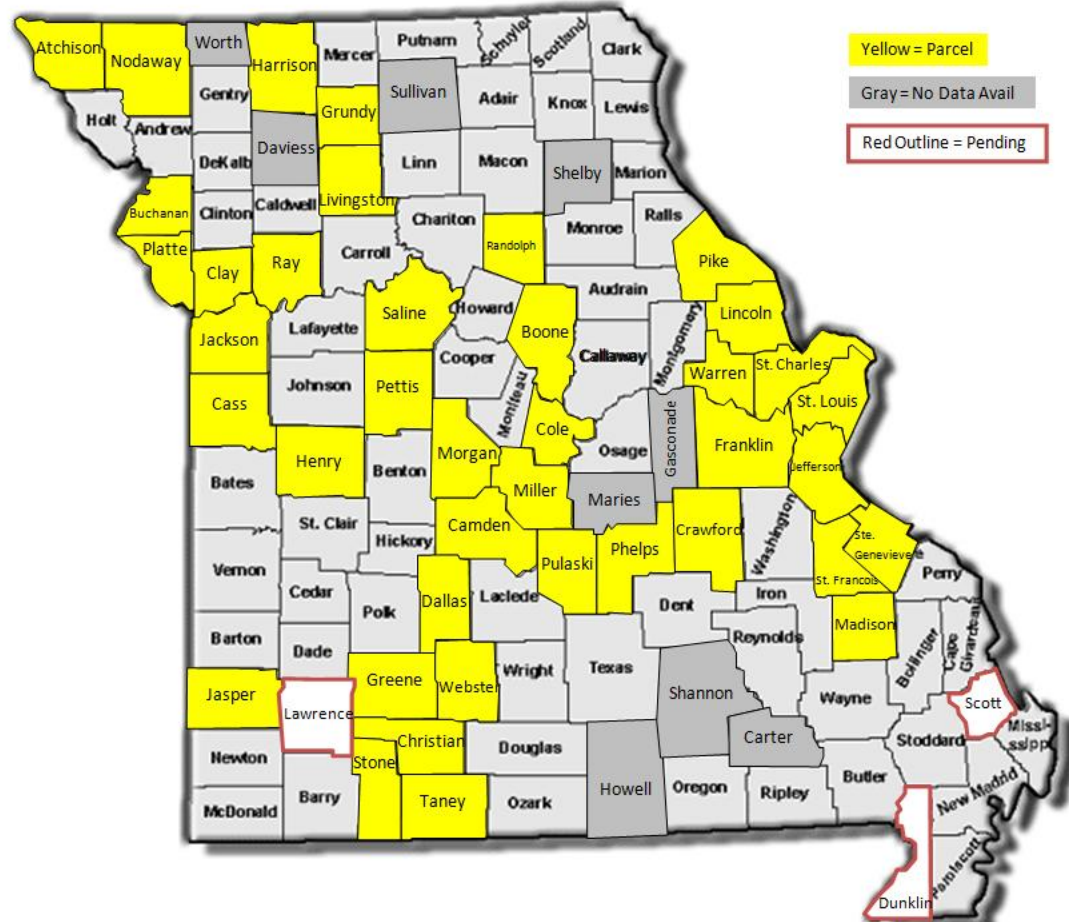 Atchison
Nodaway
Worth
Harrison
Mercer
Putnam
Schuyler
Scotland
Clark
Yellow = Parcel
Gray = No Data Avail
Red Outline = Pending
Holt
Andrew
Gentry
Grundy
Sullivan
Adair
Knox
Lewis
DeKalb
Daviess
Livingston
Linn
Macon
Shelby
Marion
Buchanan
Clinton
Caldwell
Chariton
Randolph
Monroe
Ralls
Platte
Clay
Ray
Carroll
Pike
Audrain
Jackson
Lafayette
Saline
Howard
Boone
Callaway
Montgomery
Lincoln
Warren
St. Charles
St. Louis
Cass
Johnson
Pettis
Cooper
Moniteau
Cole
Osage
Gasconade
Franklin
Jefferson
Bates
Henry
Benton
Morgan
Miller
Maries
Crawford
Washington
Ste.
Genevieve
St. Clair
Hickory
Camden
Pulaski
Phelps
St. Francois
Perry
Vernon
Cedar
Polk
Dallas
Laclede
Dent
Iron
Madison
Barton
Dade
Greene
Webster
Wright
Texas
Reynolds
Bollinger
Cape
Girardeau
Jasper
Lawrence
Shannon
Wayne
Scott
Missi-
ssippi
Newton
Stone
Christian
Douglas
Carter
Stoddard
McDonald
Barry
Taney
Ozark
Howell
Oregon
Ripley
Butler
New Madrid
Dunklin